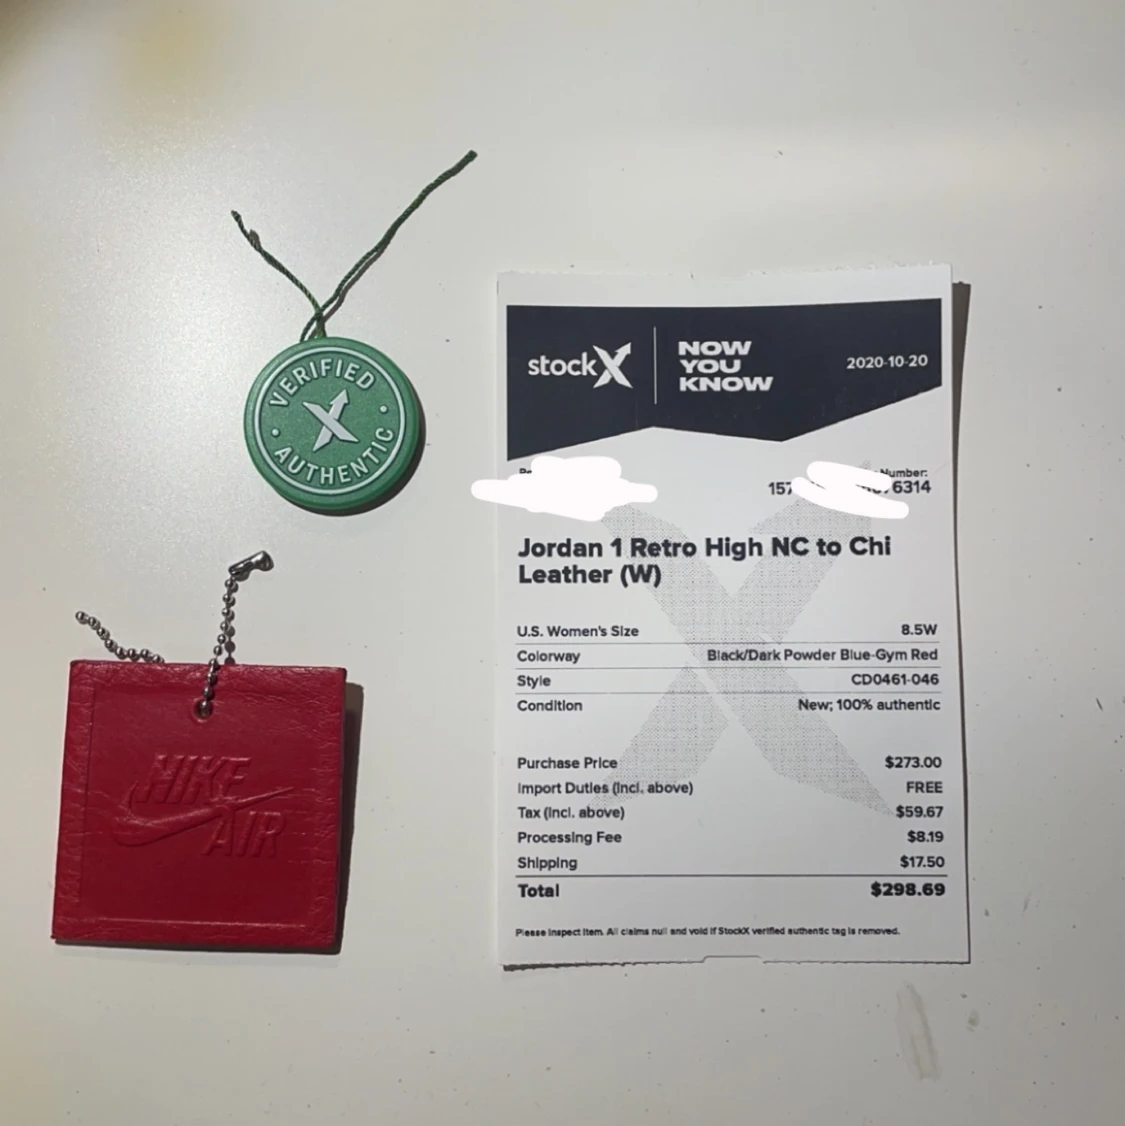 VERIFIED
AUTHENTIC
NIKE
AIR
stockX
NOW
YOU
KNOW
2020-10-20
Number:
6314
Jordan 1 Retro High NC to Chi
Leather (W)
U.S. Women's Size 8.5W
Colorway Black/Dark Powder Blue-Gym Red
Style CD0461-046
Condition New; 100% authentic
Purchase Price $273.00
Import Duties (incl. above) FREE
Tax (incl. above) $59.67
Processing Fee $8.19
Shipping $17.50
Total $298.69
Please inspect item. All claims null and void if StockX verified authentic tag is removed.